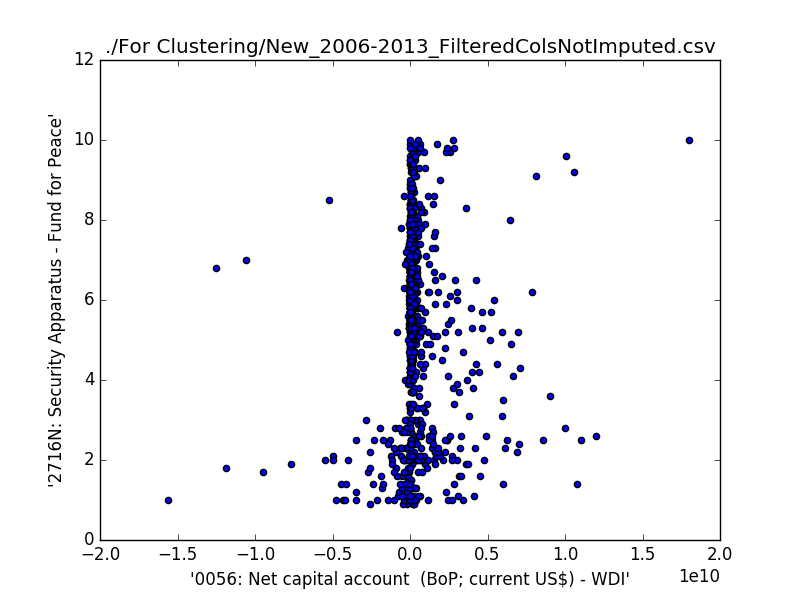 ./For Clustering/New_2006-2013_FilteredColsNotImputed.csv
12
10
8
6
4
2
0
'2716N: Security Apparatus - Fund for Peace'
−2.0 −1.5 −1.0 −0.5 0.0 0.5 1.0 1.5 2.0
1e10
'0056: Net capital account  (BoP; current US$) - WDI'